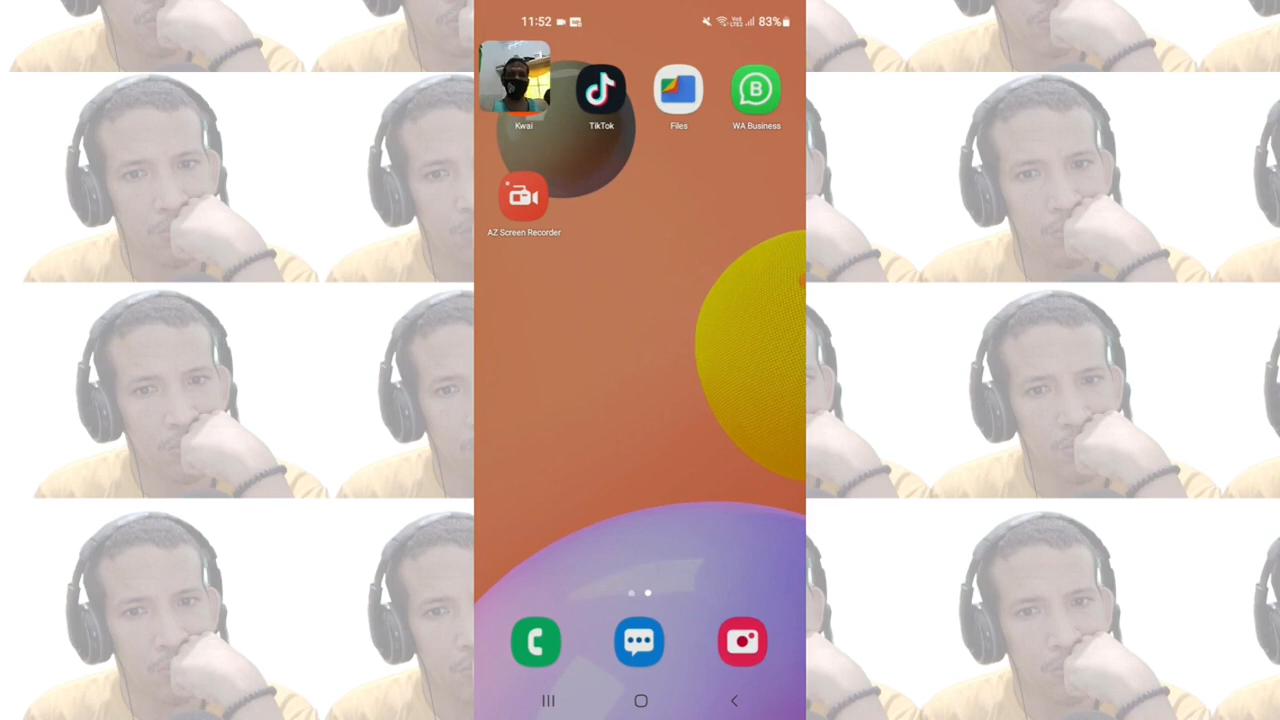 11:52
83%
Kwai
TikTok
Files
B
WA Business
AZ Screen Recorder